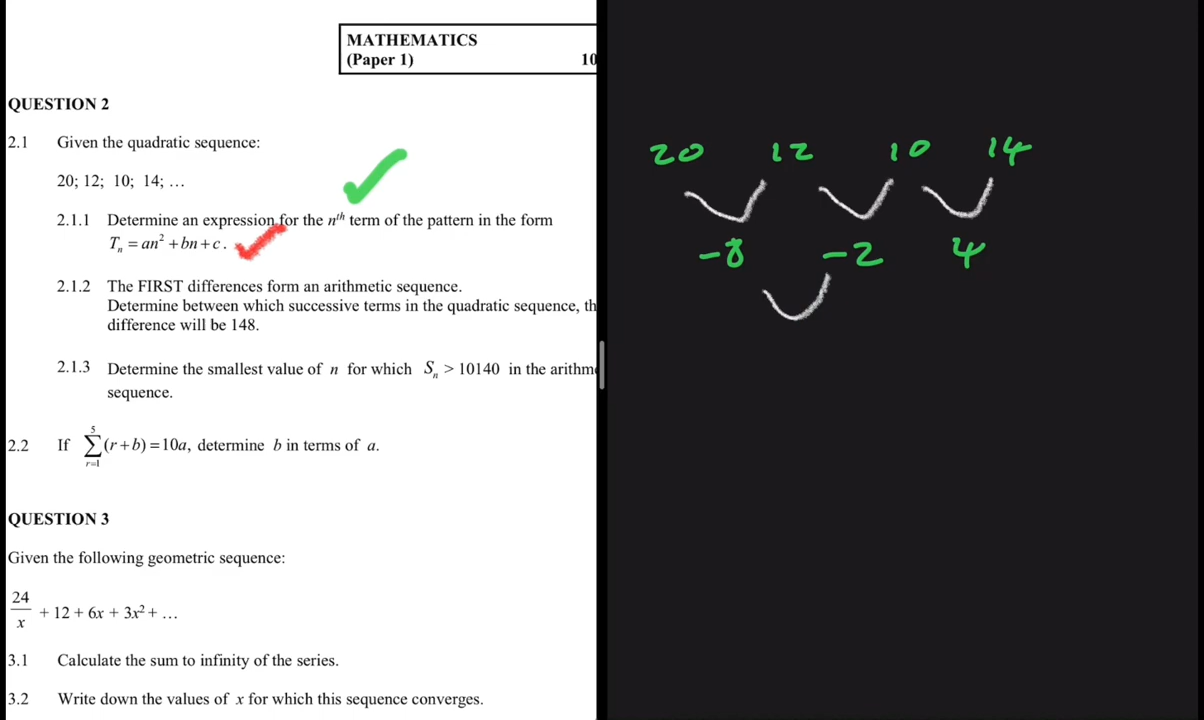 MATHEMATICS
(Paper 1) 10
QUESTION 2
2.1 Given the quadratic sequence:
20; 12; 10; 14; …
2.1.1 Determine an expression for the nᵗʰ term of the pattern in the form
Tₙ = an² + bn + c.
2.1.2 The FIRST differences form an arithmetic sequence.
Determine between which successive terms in the quadratic sequence, th
difference will be 148.
2.1.3 Determine the smallest value of n for which Sₙ > 10140 in the arithm
sequence.
5
2.2 If ∑(r+b)=10a, determine b in terms of a.
r=1
QUESTION 3
Given the following geometric sequence:
24/x + 12 + 6x + 3x² + …
3.1 Calculate the sum to infinity of the series.
3.2 Write down the values of x for which this sequence converges.
20 12 10 14
-8 -2 4